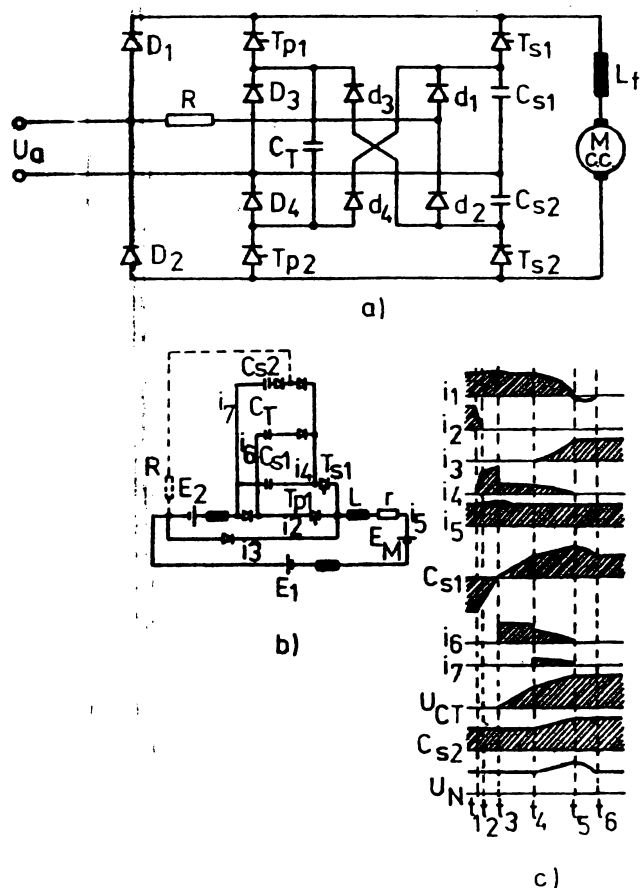 D1 Tp1 Ts1
D3 d3 d1 Cs1 Lf
R
Ua CT M
c.c.
D4 d4 d2 Cs2
D2 Tp2 Ts2
a)
Cs2
i7 CT
i6 Cs1 i4 Ts1
R E2 Tp1 L r i5
i2 EM
i3
E1
b)
i1
i2
i3
i4
i5
Cs1
i6
i7
UCT
Cs2
UN
t1 t2 t3 t4 t5 t6
c)